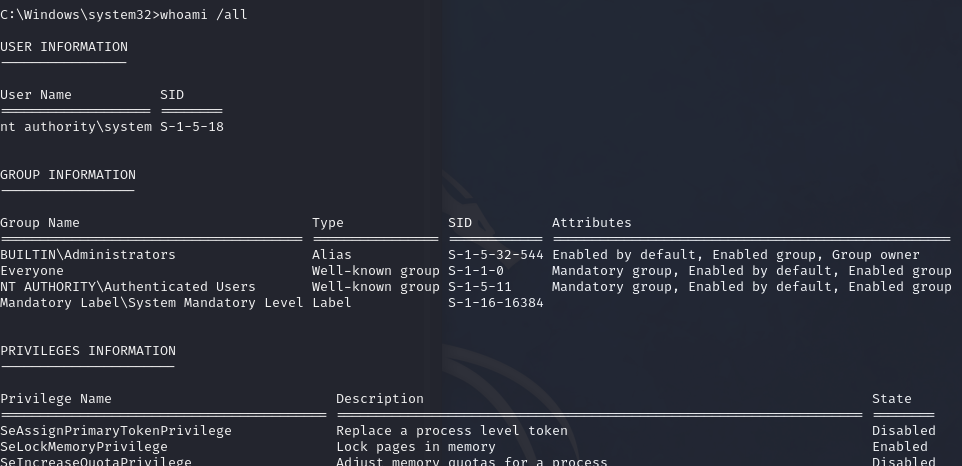 C:\Windows\system32>whoami /all
USER INFORMATION
User Name SID
nt authority\system S-1-5-18
GROUP INFORMATION
Group Name Type SID Attributes
BUILTIN\Administrators Alias S-1-5-32-544 Enabled by default, Enabled group, Group owner
Everyone Well-known group S-1-1-0 Mandatory group, Enabled by default, Enabled group
NT AUTHORITY\Authenticated Users Well-known group S-1-5-11 Mandatory group, Enabled by default, Enabled group
Mandatory Label\System Mandatory Level Label S-1-16-16384
PRIVILEGES INFORMATION
Privilege Name Description State
SeAssignPrimaryTokenPrivilege Replace a process level token Disabled
SeLockMemoryPrivilege Lock pages in memory Enabled
SeIncreaseQuotaPrivilege Adjust memory quotas for a process Disabled